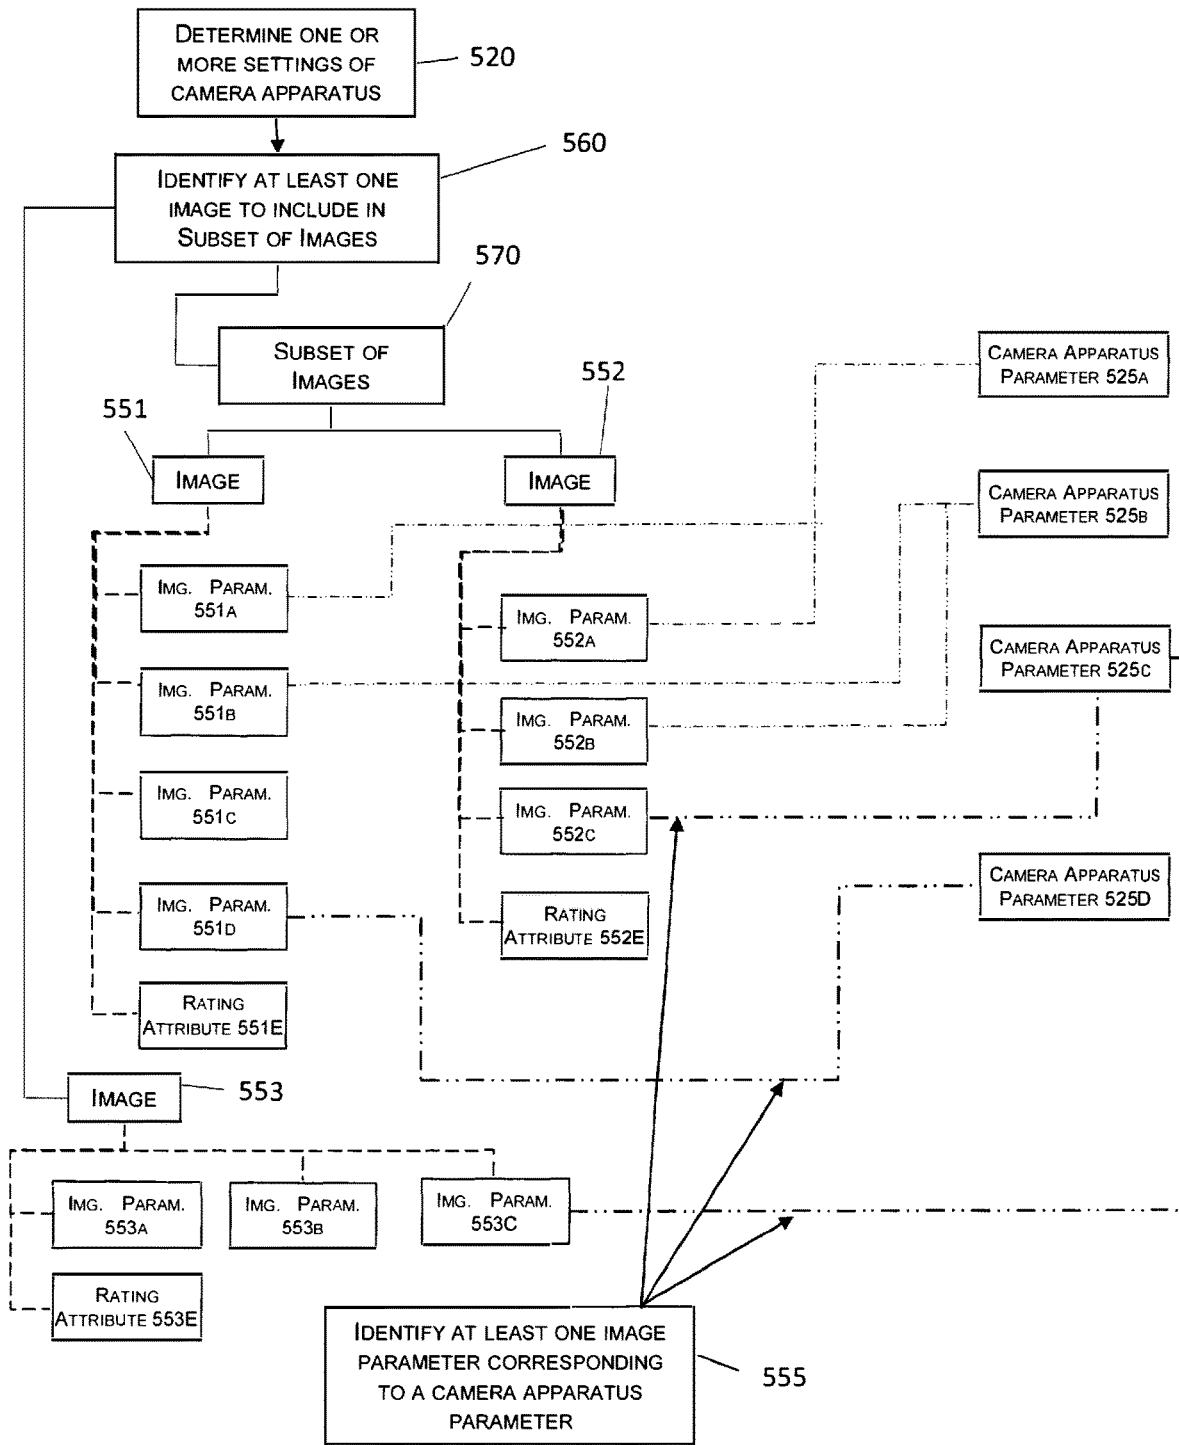 DETERMINE ONE OR
MORE SETTINGS OF
CAMERA APPARATUS
520
560
IDENTIFY AT LEAST ONE
IMAGE TO INCLUDE IN
SUBSET OF IMAGES
570
SUBSET OF
IMAGES
551
552
IMAGE
IMAGE
CAMERA APPARATUS
PARAMETER 525A
CAMERA APPARATUS
PARAMETER 525B
IMG. PARAM.
551A
IMG. PARAM.
552A
CAMERA APPARATUS
PARAMETER 525C
IMG. PARAM.
551B
IMG. PARAM.
552B
IMG. PARAM.
551C
IMG. PARAM.
552C
CAMERA APPARATUS
PARAMETER 525D
IMG. PARAM.
551D
RATING
ATTRIBUTE 552E
RATING
ATTRIBUTE 551E
IMAGE
553
IMG. PARAM.
553A
IMG. PARAM.
553B
IMG. PARAM.
553C
RATING
ATTRIBUTE 553E
IDENTIFY AT LEAST ONE IMAGE
PARAMETER CORRESPONDING
TO A CAMERA APPARATUS
PARAMETER
555